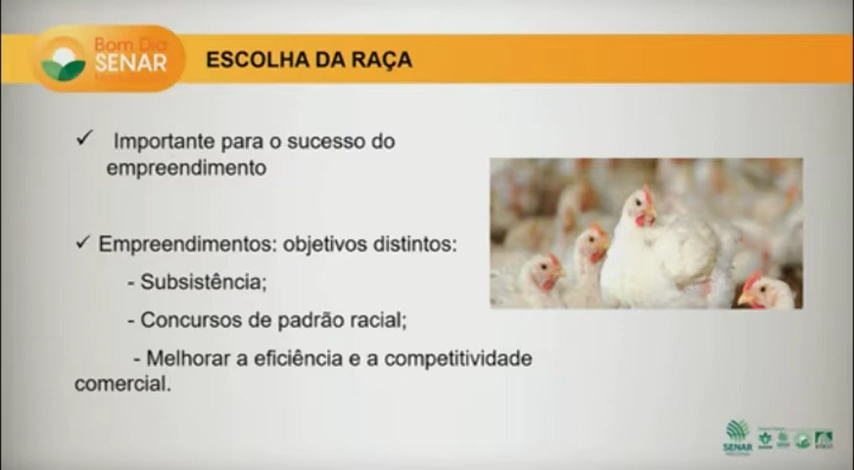 Bom Dia
SENAR
ESCOLHA DA RAÇA
✓ Importante para o sucesso do
empreendimento
✓ Empreendimentos: objetivos distintos:
- Subsistência;
- Concursos de padrão racial;
- Melhorar a eficiência e a competitividade
comercial.
SENAR